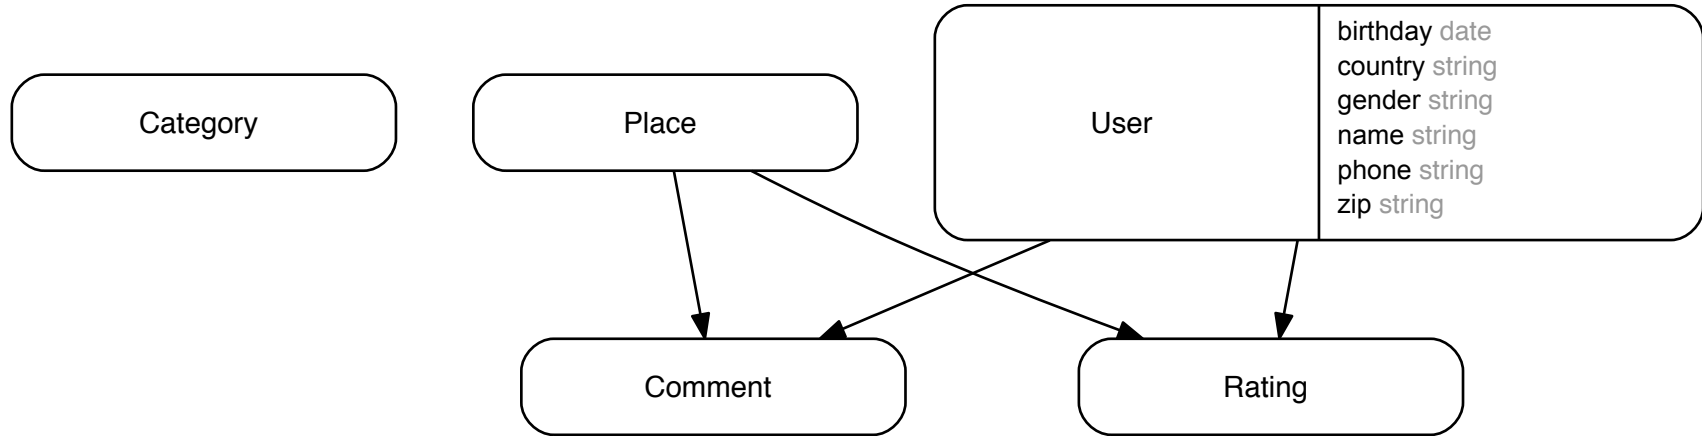 Category
Place
User
birthday date
country string
gender string
name string
phone string
zip string
Comment
Rating